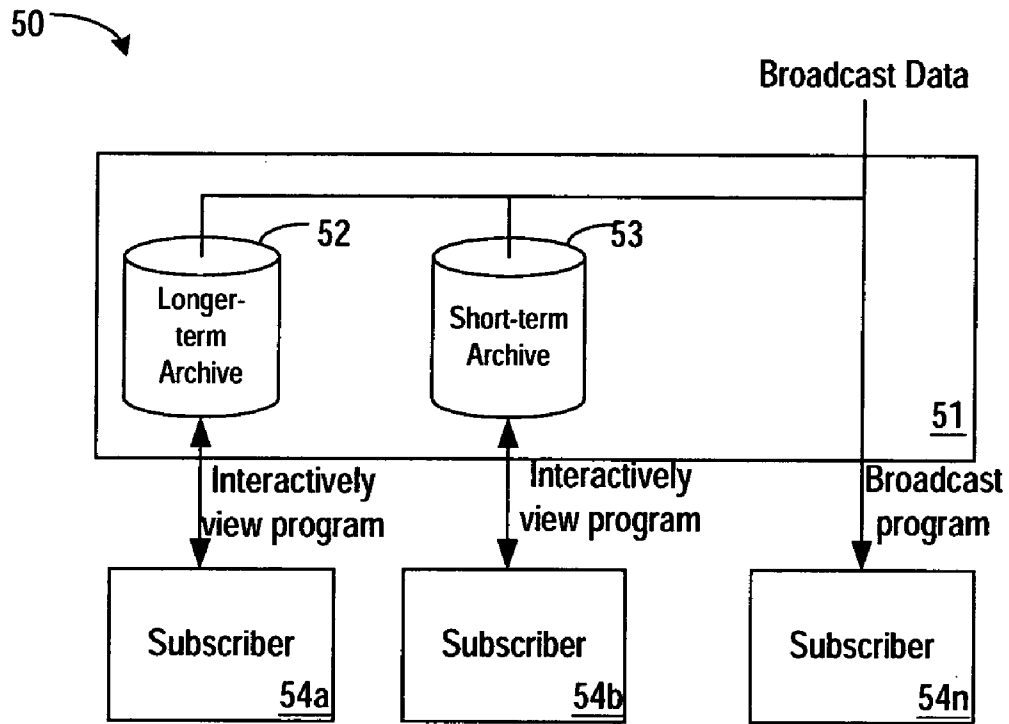 50
Broadcast Data
52
53
Longer-
term
Archive
Short-term
Archive
51
Interactively
view program
Interactively
view program
Broadcast
program
Subscriber
54a
Subscriber
54b
Subscriber
54n